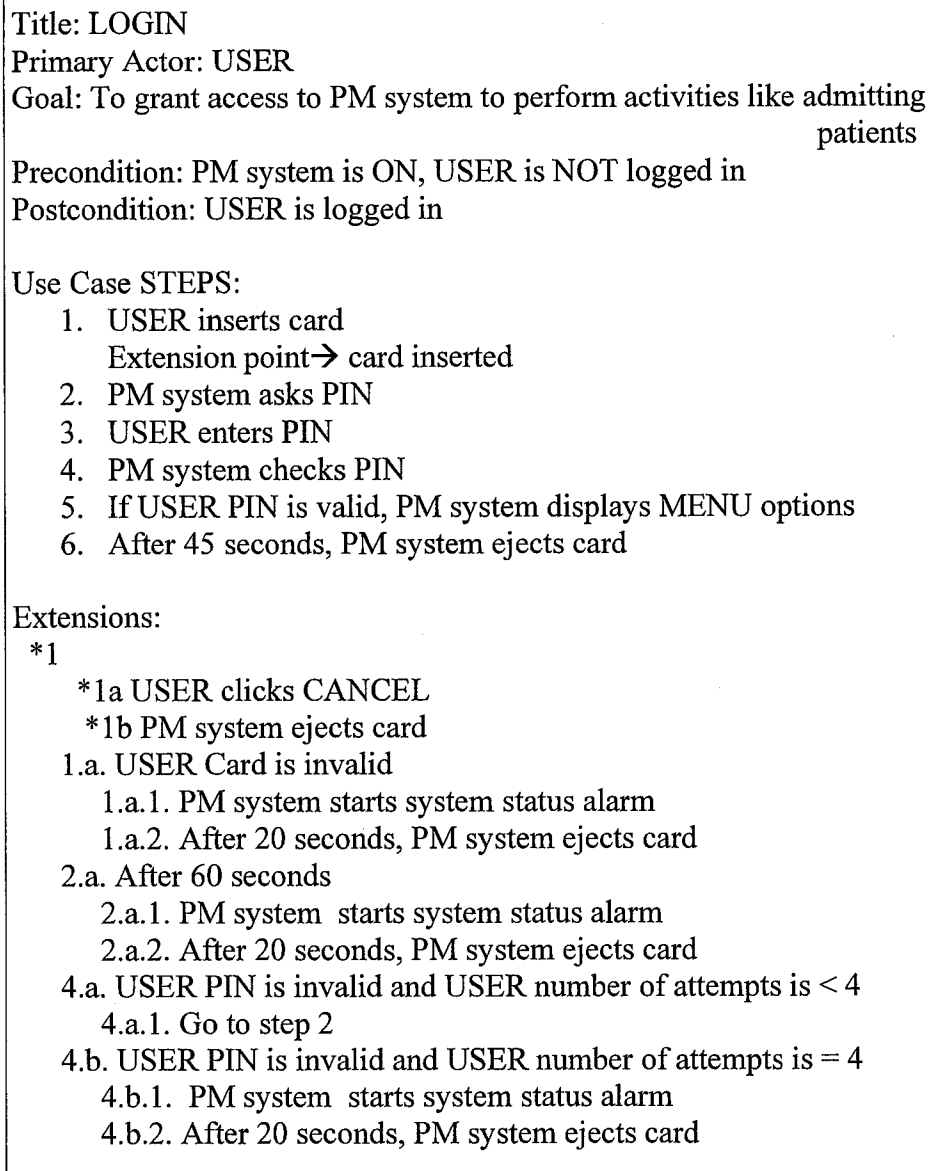 Title: LOGIN
Primary Actor: USER
Goal: To grant access to PM system to perform activities like admitting
patients
Precondition: PM system is ON, USER is NOT logged in
Postcondition: USER is logged in
Use Case STEPS:
1. USER inserts card
Extension point→ card inserted
2. PM system asks PIN
3. USER enters PIN
4. PM system checks PIN
5. If USER PIN is valid, PM system displays MENU options
6. After 45 seconds, PM system ejects card
Extensions:
*1
*1a USER clicks CANCEL
*1b PM system ejects card
1.a. USER Card is invalid
1.a.1. PM system starts system status alarm
1.a.2. After 20 seconds, PM system ejects card
2.a. After 60 seconds
2.a.1. PM system starts system status alarm
2.a.2. After 20 seconds, PM system ejects card
4.a. USER PIN is invalid and USER number of attempts is < 4
4.a.1. Go to step 2
4.b. USER PIN is invalid and USER number of attempts is = 4
4.b.1. PM system starts system status alarm
4.b.2. After 20 seconds, PM system ejects card